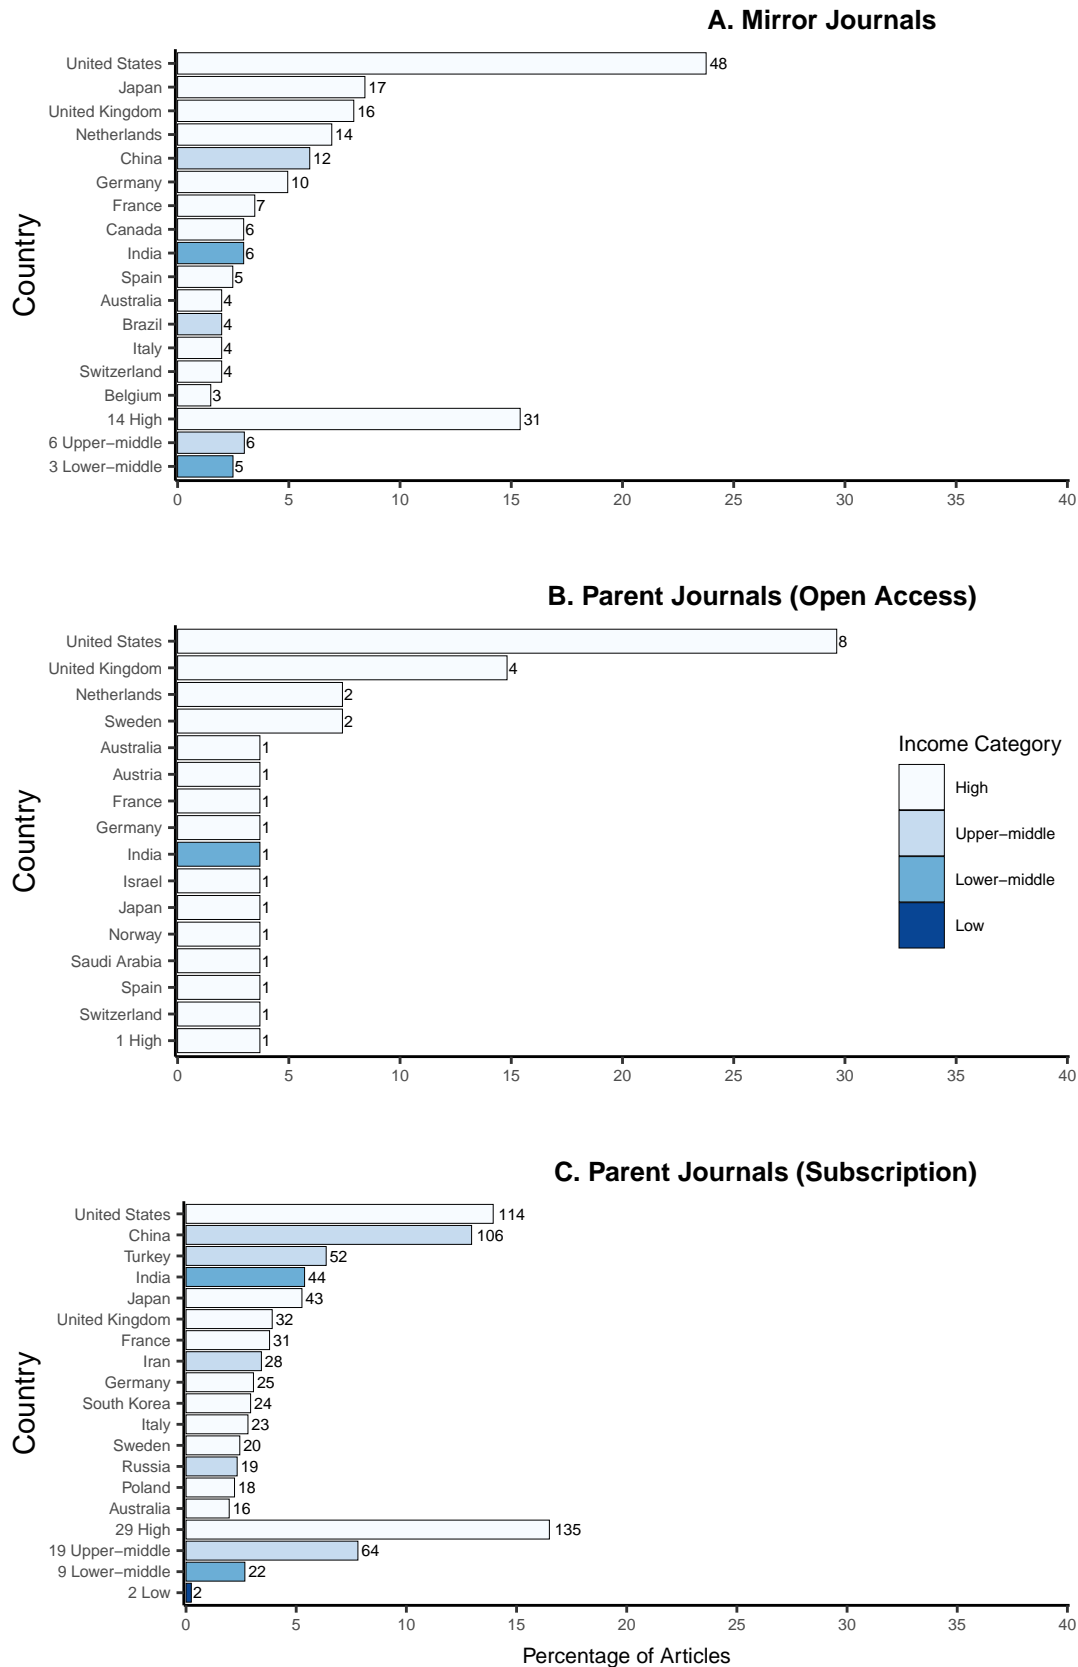 A. Mirror Journals
Country
United States 48
Japan 17
United Kingdom 16
Netherlands 14
China 12
Germany 10
France 7
Canada 6
India 6
Spain 5
Australia 4
Brazil 4
Italy 4
Switzerland 4
Belgium 3
14 High 31
6 Upper−middle 6
3 Lower−middle 5
0 5 10 15 20 25 30 35 40
B. Parent Journals (Open Access)
Country
United States 8
United Kingdom 4
Netherlands 2
Sweden 2
Australia 1
Austria 1
France 1
Germany 1
India 1
Israel 1
Japan 1
Norway 1
Saudi Arabia 1
Spain 1
Switzerland 1
1 High 1
0 5 10 15 20 25 30 35 40
Income Category
High
Upper−middle
Lower−middle
Low
C. Parent Journals (Subscription)
Country
United States 114
China 106
Turkey 52
India 44
Japan 43
United Kingdom 32
France 31
Iran 28
Germany 25
South Korea 24
Italy 23
Sweden 20
Russia 19
Poland 18
Australia 16
29 High 135
19 Upper−middle 64
9 Lower−middle 22
2 Low 2
0 5 10 15 20 25 30 35 40
Percentage of Articles